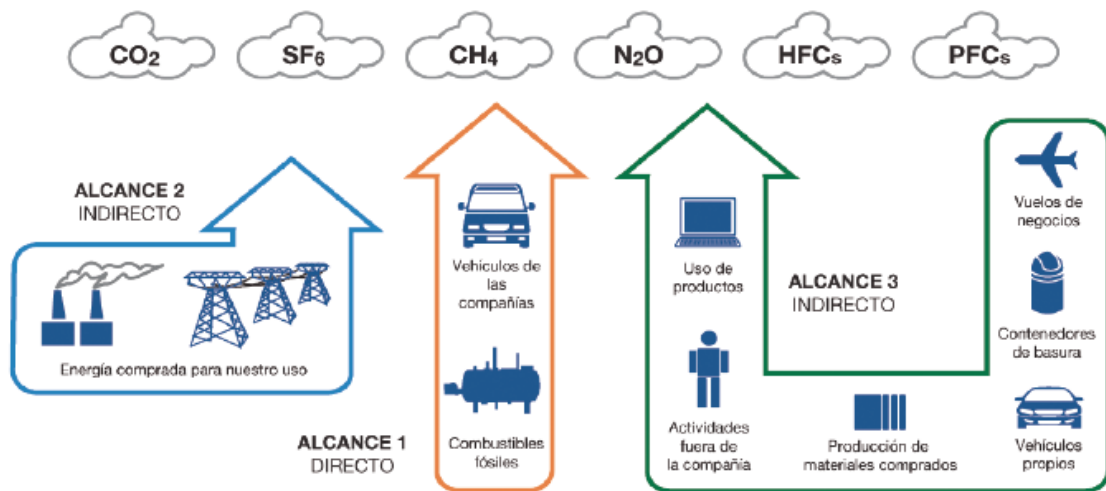 CO2
SF6
CH4
N2O
HFCs
PFCs
ALCANCE 2
INDIRECTO
Energía comprada para nuestro uso
ALCANCE 1
DIRECTO
Vehículos de
las
compañías
Combustibles
fósiles
Uso de
productos
Actividades
fuera de
la compañía
ALCANCE 3
INDIRECTO
Producción de
materiales comprados
Vuelos de
negocios
Contenedores
de basura
Vehículos
propios